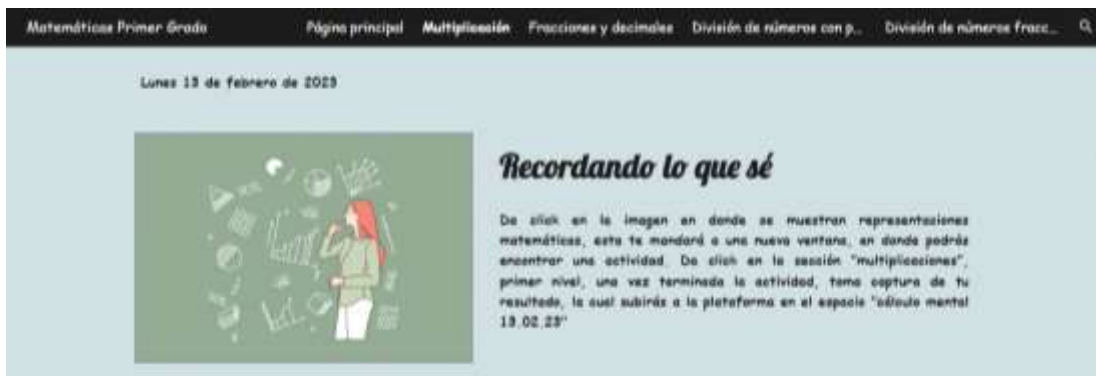 Matemáticas Primer Grado Página principal Multiplicación Fracciones y decimales División de números con p... División de números fracc...
Lunes 13 de febrero de 2023
Recordando lo que sé
Da click en la imagen en donde se muestran representaciones
matemáticas, esta te mandará a una nueva ventana, en donde podrás
encontrar una actividad. Da click en la sección "multiplicaciones",
primer nivel, una vez terminada la actividad, toma captura de tu
resultado, la cual subirás a la plataforma en el espacio "cálculo mental
13.02.23"